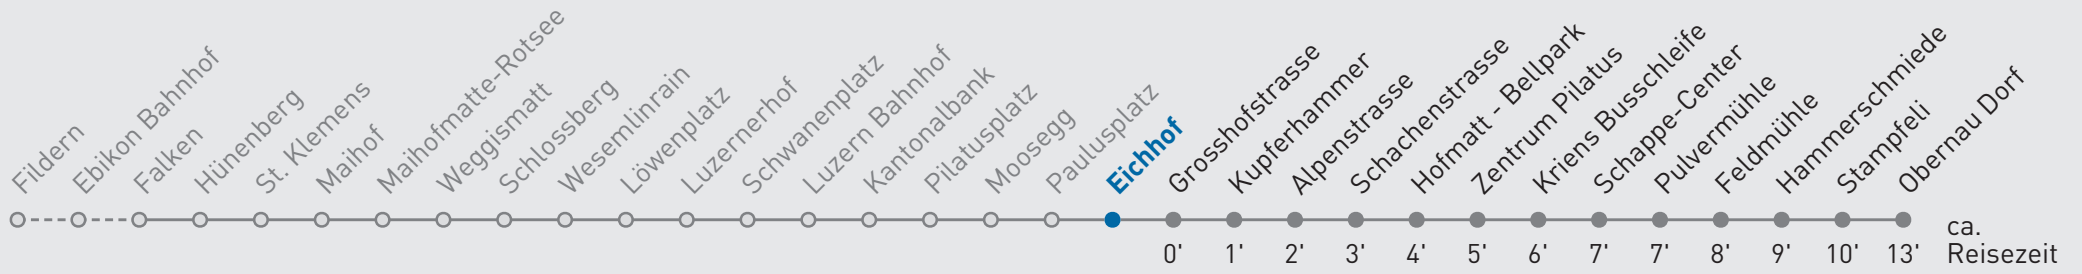 Fildern
Ebikon Bahnhof
Falken
Hünenberg
St. Klemens
Maihof
Maihofmatte-Rotsee
Weggismatt
Schlossberg
Wesemlinrain
Löwenplatz
Luzernerhof
Schwanenplatz
Luzern Bahnhof
Kantonalbank
Pilatusplatz
Moosegg
Paulusplatz
Eichhof
Grosshofstrasse
Kupferhammer
Alpenstrasse
Schachenstrasse
Hofmatt - Bellpark
Zentrum Pilatus
Kriens Busschleife
Schappe-Center
Pulvermühle
Feldmühle
Hammerschmiede
Stampfeli
Obernau Dorf
0' 1' 2' 3' 4' 5' 6' 7' 7' 8' 9' 10' 13'
ca.
Reisezeit